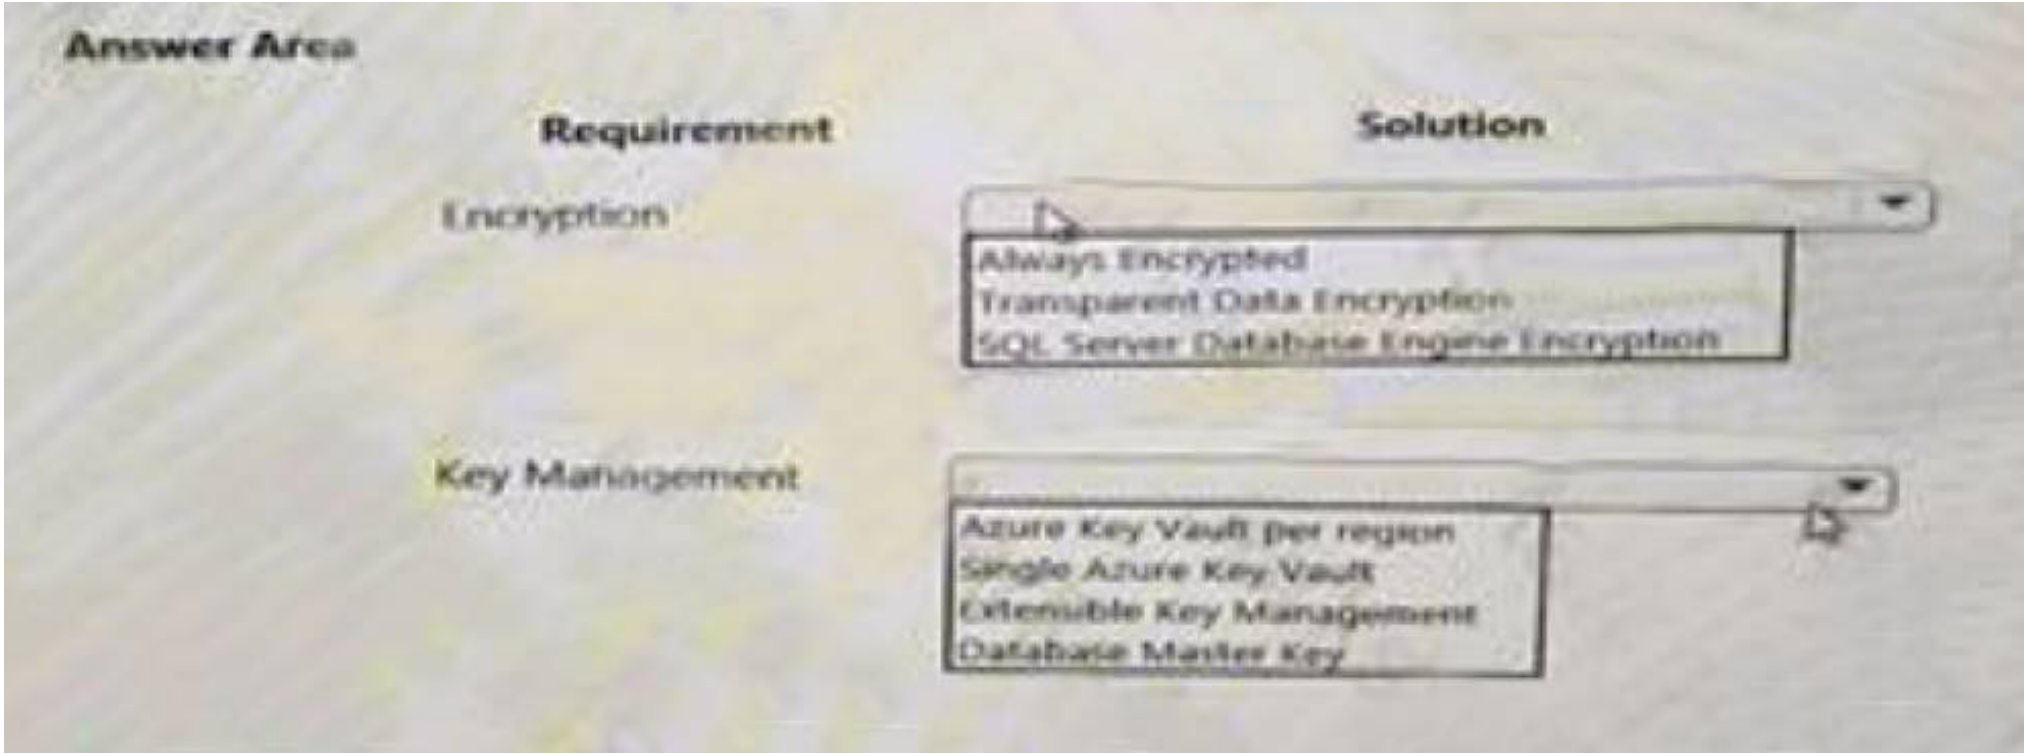 Answer Area
Requirement
Solution
Encryption
Always Encrypted
Transparent Data Encryption
SQL Server Database Engine Encryption
Key Management
Azure Key Vault per region
Single Azure Key Vault
Extensible Key Management
Database Master Key